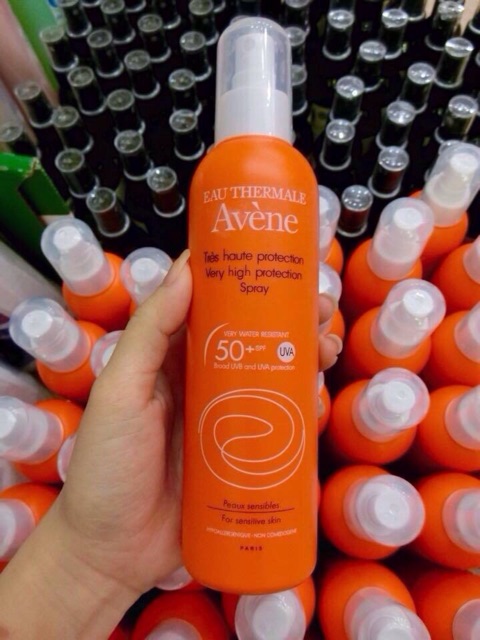 EAU THERMALE
Avène
Très haute protection
Very high protection
Spray
VERY WATER RESISTANT
50+ SPF UVA
Broad UVB and UVA protection
Peaux sensibles
For sensitive skin
HYPOALLERGENIQUE - NON COMEDOGENE
PARIS